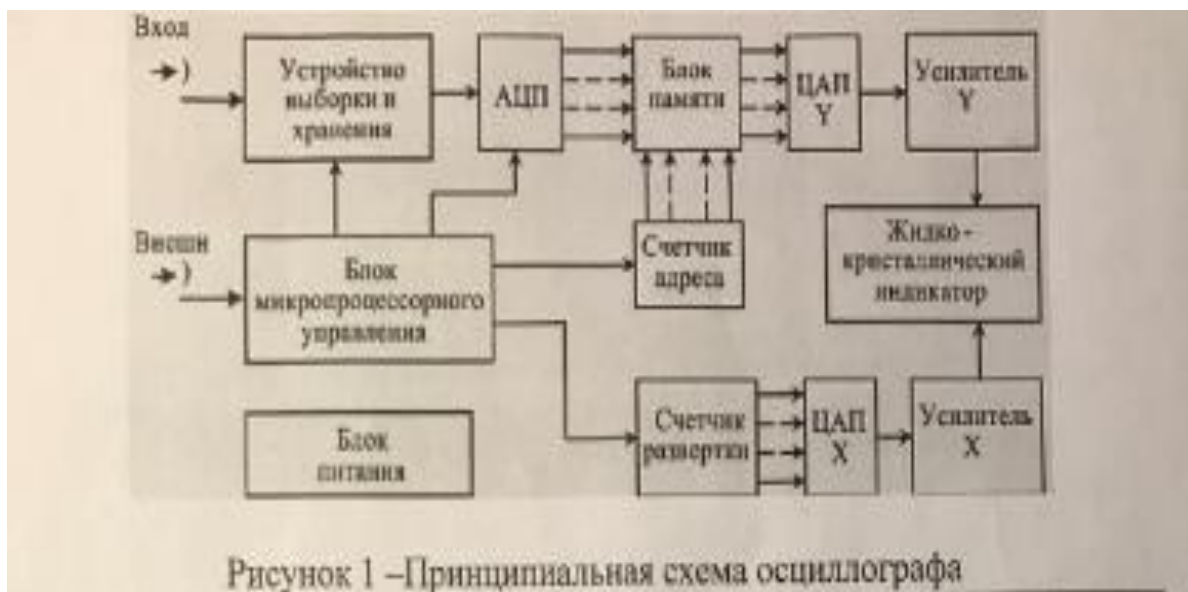 Вход
Устройство
выборки и
хранения
АЦП
Блок
памяти
ЦАП
Y
Усилитель
Y
Внешн
Блок
микропроцессорного
управления
Счетчик
адреса
Жидко-
кристаллический
индикатор
Блок
питания
Счетчик
развертки
ЦАП
X
Усилитель
X
Рисунок 1 –Принципиальная схема осциллографа